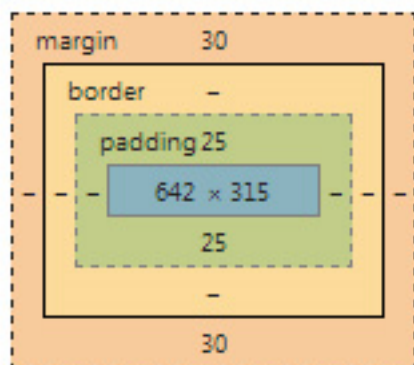 margin 30
border –
padding 25
– – – 642 × 315 – – –
25
–
30